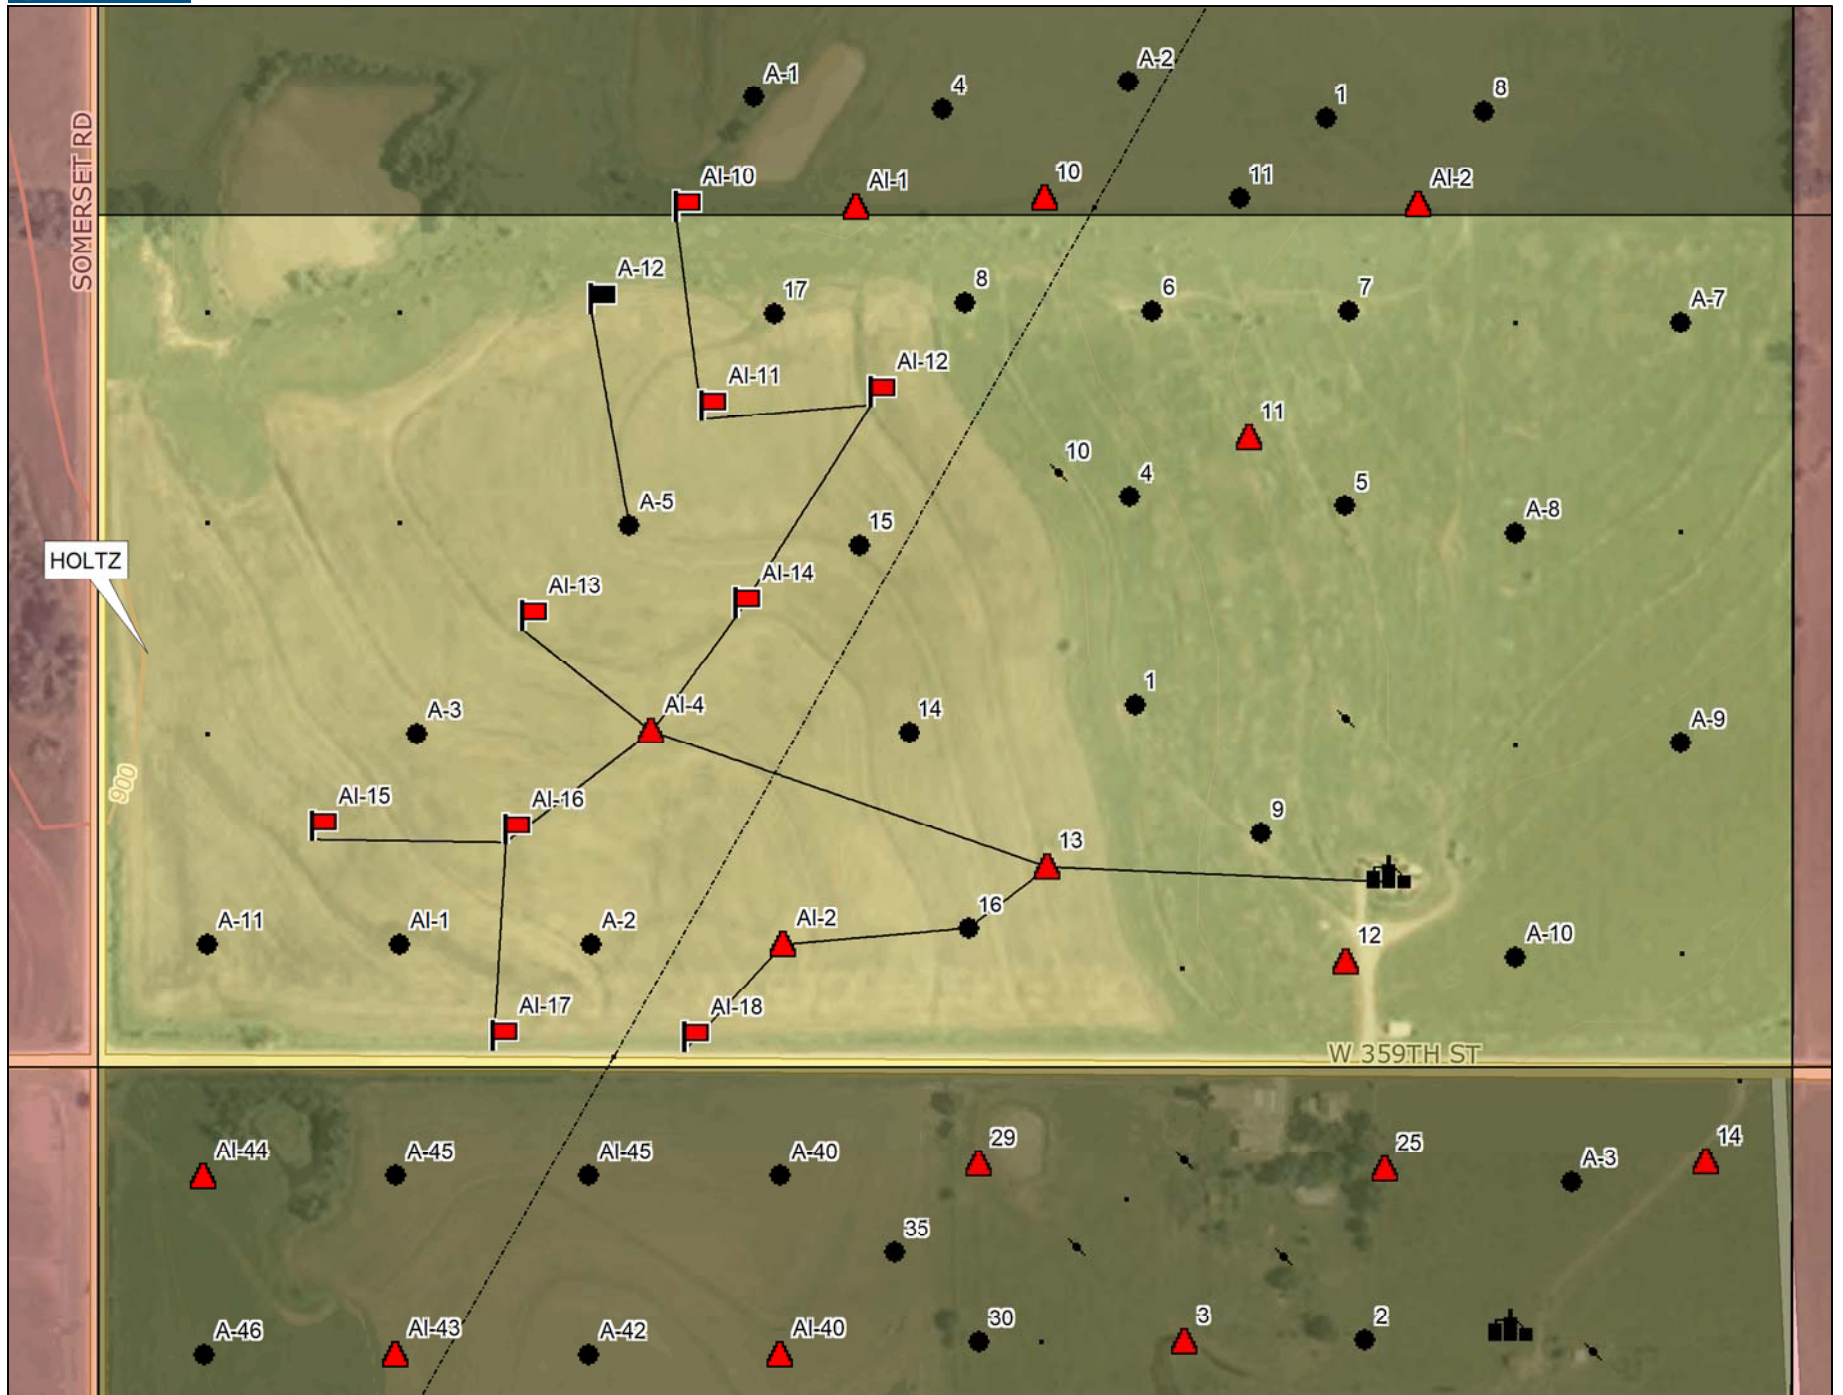 A-1
4
A-2
1
8
SOMERSET RD
AI-10
AI-1
10
11
AI-2
A-12
17
8
6
7
A-7
AI-11
AI-12
11
10
4
5
A-5
15
A-8
HOLTZ
AI-13
AI-14
1
A-3
AI-4
14
A-9
900
AI-15
AI-16
9
13
A-11
AI-1
A-2
AI-2
16
12
A-10
AI-17
AI-18
W 359TH ST
AI-44
A-45
AI-45
A-40
29
25
A-3
14
35
A-46
AI-43
A-42
AI-40
30
3
2